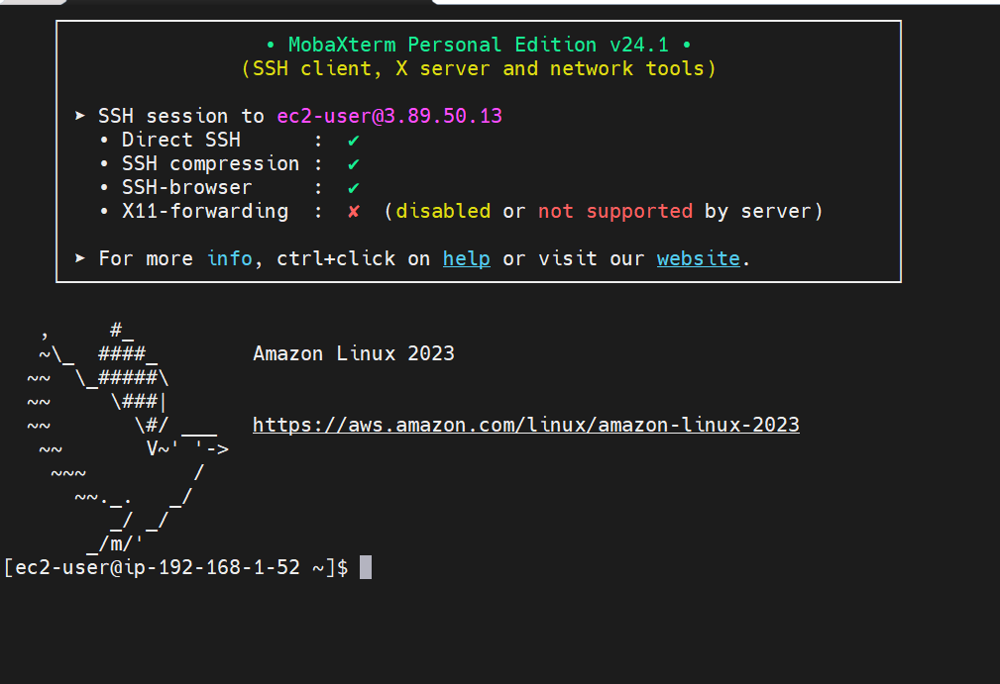 • MobaXterm Personal Edition v24.1 •
(SSH client, X server and network tools)
➤ SSH session to ec2-user@3.89.50.13
• Direct SSH      :  ✔
• SSH compression :  ✔
• SSH-browser     :  ✔
• X11-forwarding  :  ✘  (disabled or not supported by server)
➤ For more info, ctrl+click on help or visit our website.
   ,     #_
   ~\_  ####_        Amazon Linux 2023
  ~~  \_#####\
  ~~     \###|
  ~~       \#/ ___   https://aws.amazon.com/linux/amazon-linux-2023
   ~~       V~' '->
    ~~~         /
      ~~._.   _/
         _/ _/
       _/m/'
[ec2-user@ip-192-168-1-52 ~]$